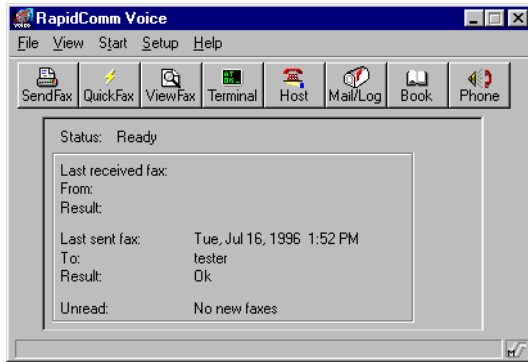 RapidComm Voice
File View Start Setup Help
SendFax QuickFax ViewFax Terminal Host Mail/Log Book Phone
Status: Ready
Last received fax:
From:
Result:
Last sent fax: Tue, Jul 16, 1996 1:52 PM
To: tester
Result: Ok
Unread: No new faxes